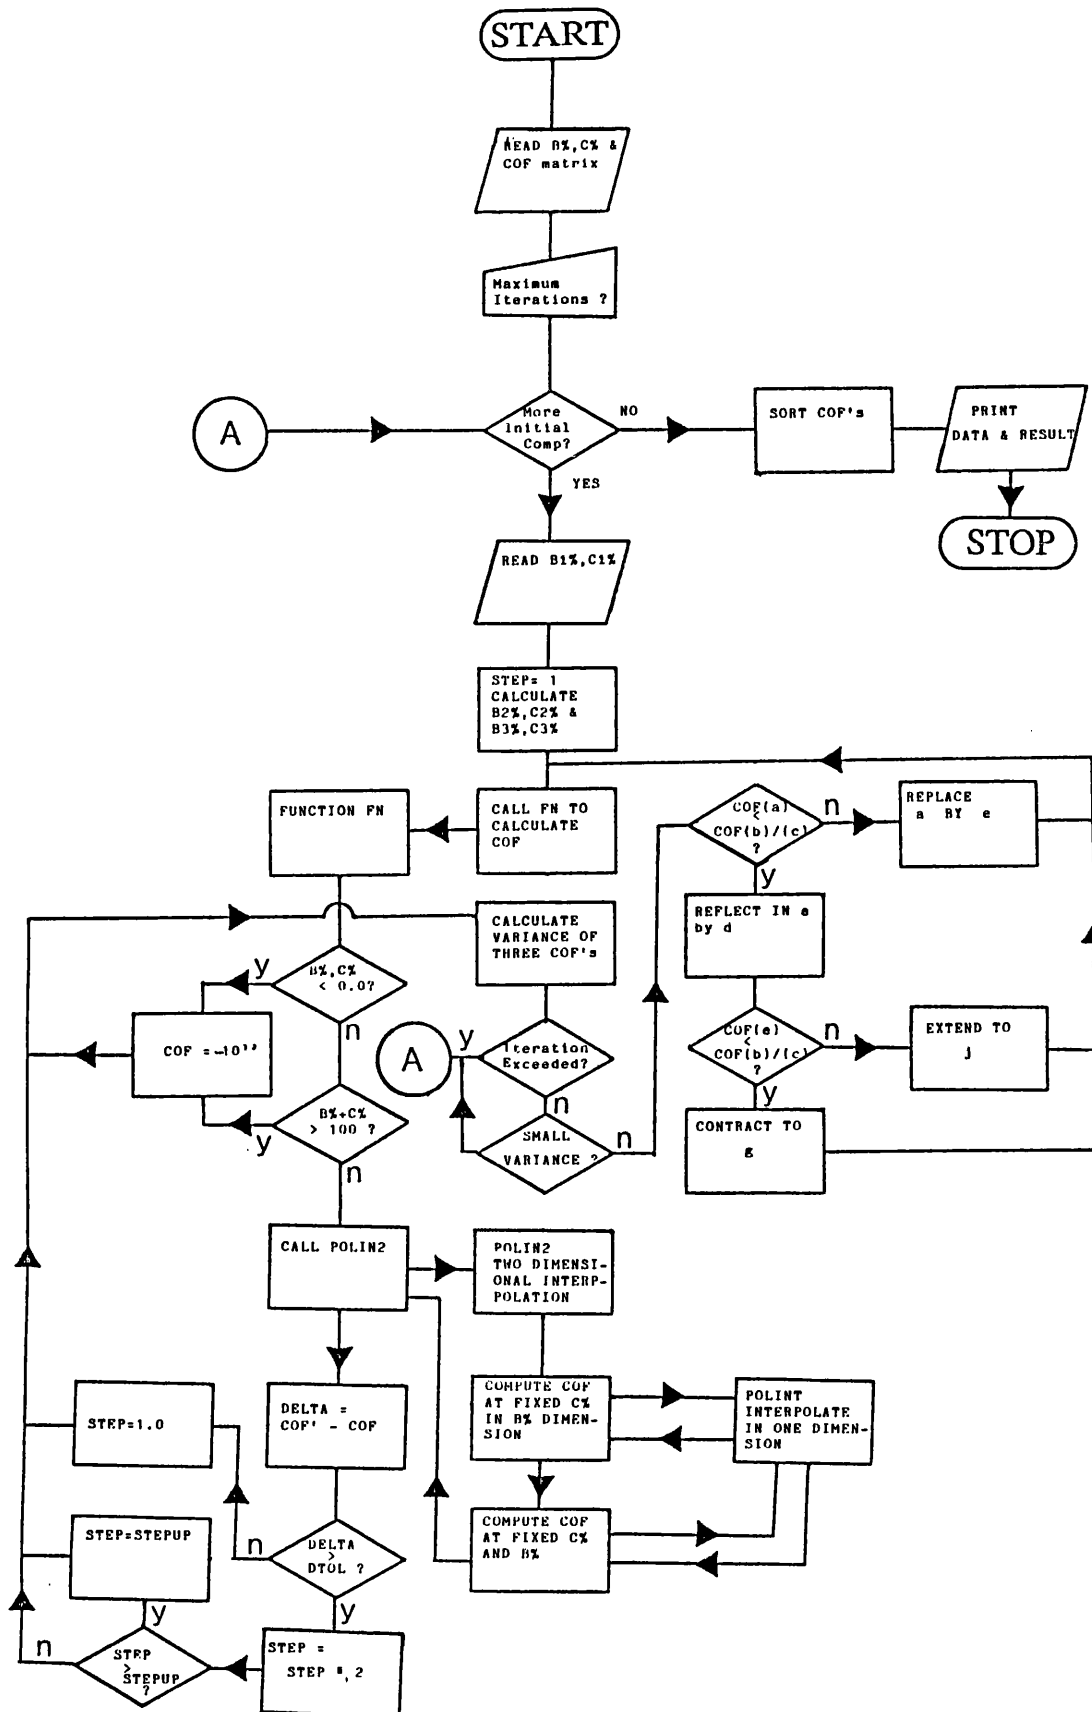 START
READ B%,C% &
COF matrix
Maximum
Iterations ?
A
More
Initial
Comp?
NO
SORT COF's
PRINT
DATA & RESULT
YES
STOP
READ B1%,C1%
STEP= 1
CALCULATE
B2%,C2% &
B3%,C3%
FUNCTION FN
CALL FN TO
CALCULATE
COF
COF(a)
<
COF(b)/(c)
?
n
REPLACE
a BY e
y
CALCULATE
VARIANCE OF
THREE COF's
REFLECT IN a
by d
y
B%,C%
< 0.0?
n
COF =
A
y
Iteration
Exceeded?
n
COF(e)
<
COF(b)/(c)
?
n
EXTEND TO
j
y
B%+C%
> 100 ?
y
n
SMALL
VARIANCE ?
n
CONTRACT TO
g
CALL POLIN2
POLIN2
TWO DIMENSI-
ONAL INTERP-
POLATION
STEP=1.0
DELTA =
COF' - COF
COMPUTE COF
AT FIXED C%
IN B% DIMEN-
SION
POLINT
INTERPOLATE
IN ONE DIMEN-
SION
STEP=STEPUP
n
DELTA
>
DTOL ?
y
COMPUTE COF
AT FIXED C%
AND B%
y
n
STEP
>
STEPUP
?
STEP =
STEP